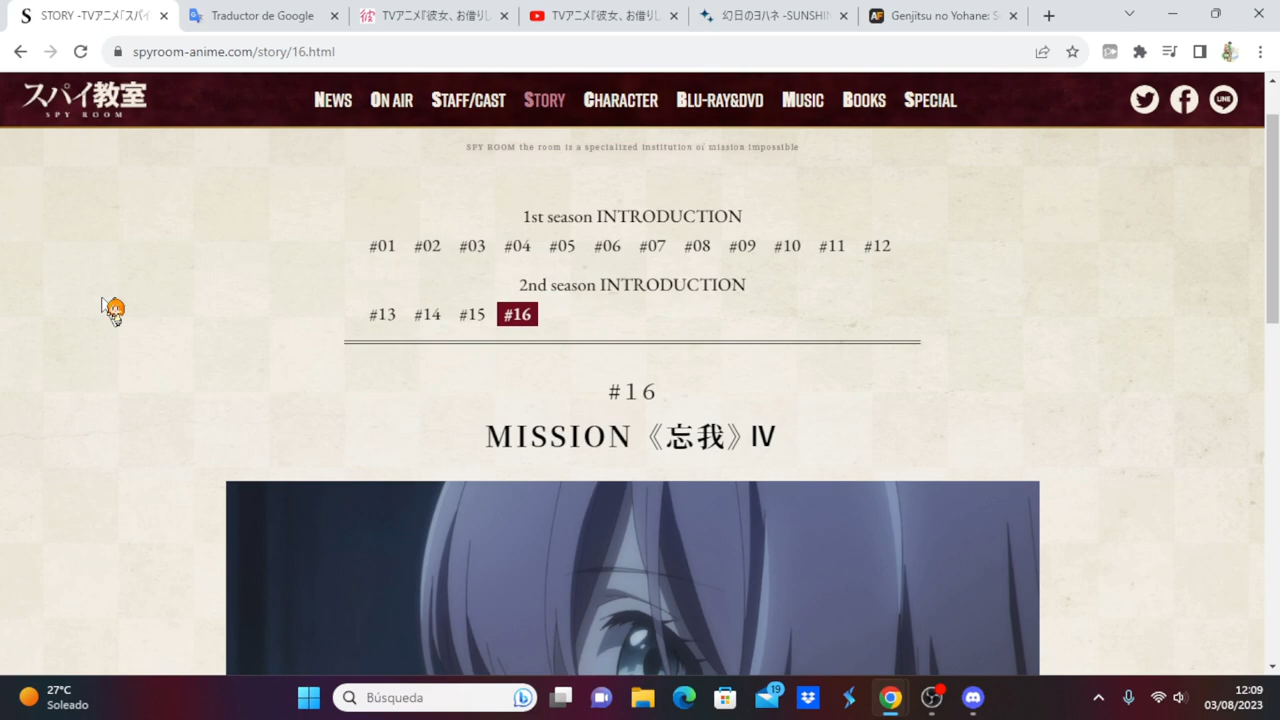 STORY -TVアニメ「スパイ
Traductor de Google
TVアニメ『彼女、お借りし
TVアニメ『彼女、お借りし
幻日のヨハネ -SUNSHIN
Genjitsu no Yohane: S
spyroom-anime.com/story/16.html
スパイ教室
SPY ROOM
NEWS ON AIR STAFF/CAST STORY CHARACTER BLU-RAY&DVD MUSIC BOOKS SPECIAL
LINE
SPY ROOM the room is a specialized institution of mission impossible
1st season INTRODUCTION
#01 #02 #03 #04 #05 #06 #07 #08 #09 #10 #11 #12
2nd season INTRODUCTION
#13 #14 #15 #16
#16
MISSION《忘我》Ⅳ
27°C
Soleado
Búsqueda
19
12:09
03/08/2023